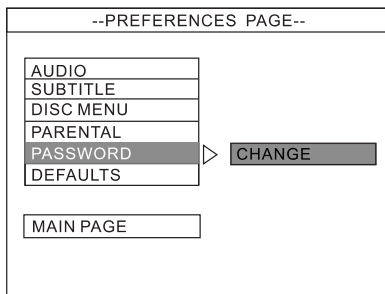 --PREFERENCES PAGE--
AUDIO
SUBTITLE
DISC MENU
PARENTAL
PASSWORD CHANGE
DEFAULTS
MAIN PAGE